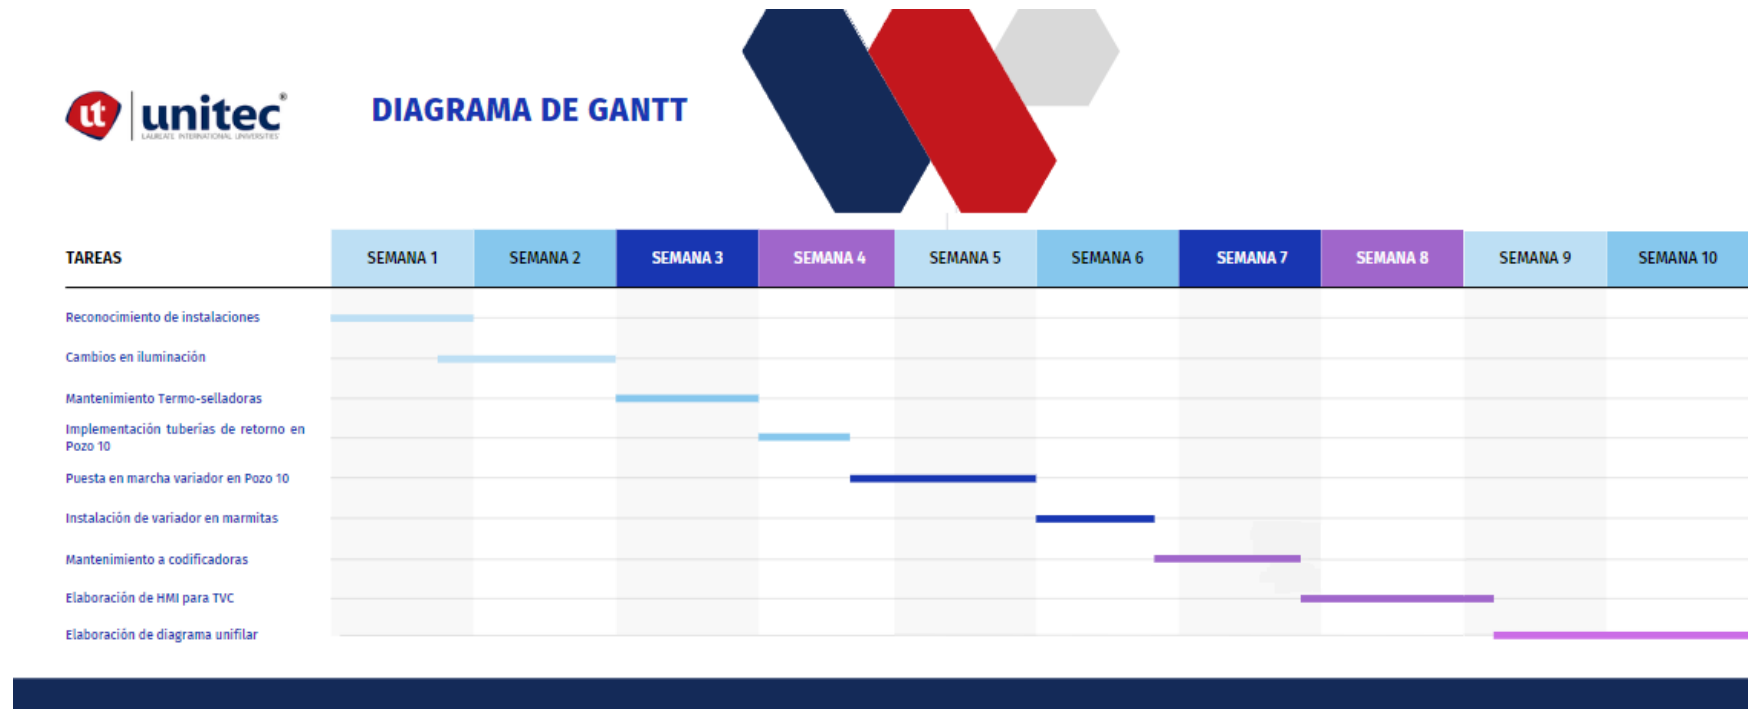 ut unitec®
LAUREATE INTERNATIONAL UNIVERSITIES
DIAGRAMA DE GANTT
TAREAS SEMANA 1 SEMANA 2 SEMANA 3 SEMANA 4 SEMANA 5 SEMANA 6 SEMANA 7 SEMANA 8 SEMANA 9 SEMANA 10
Reconocimiento de instalaciones
Cambios en iluminación
Mantenimiento Termo-selladoras
Implementación tuberías de retorno en
Pozo 10
Puesta en marcha variador en Pozo 10
Instalación de variador en marmitas
Mantenimiento a codificadoras
Elaboración de HMI para TVC
Elaboración de diagrama unifilar